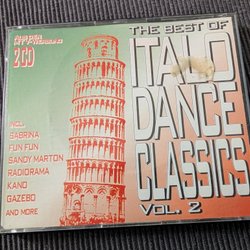 THE BEST OF
ITALO
DANCE
CLASSICS
VOL. 2
2CD
INCL.
SABRINA
FUN FUN
SANDY MARTON
RADIORAMA
KANO
GAZEBO
AND MORE